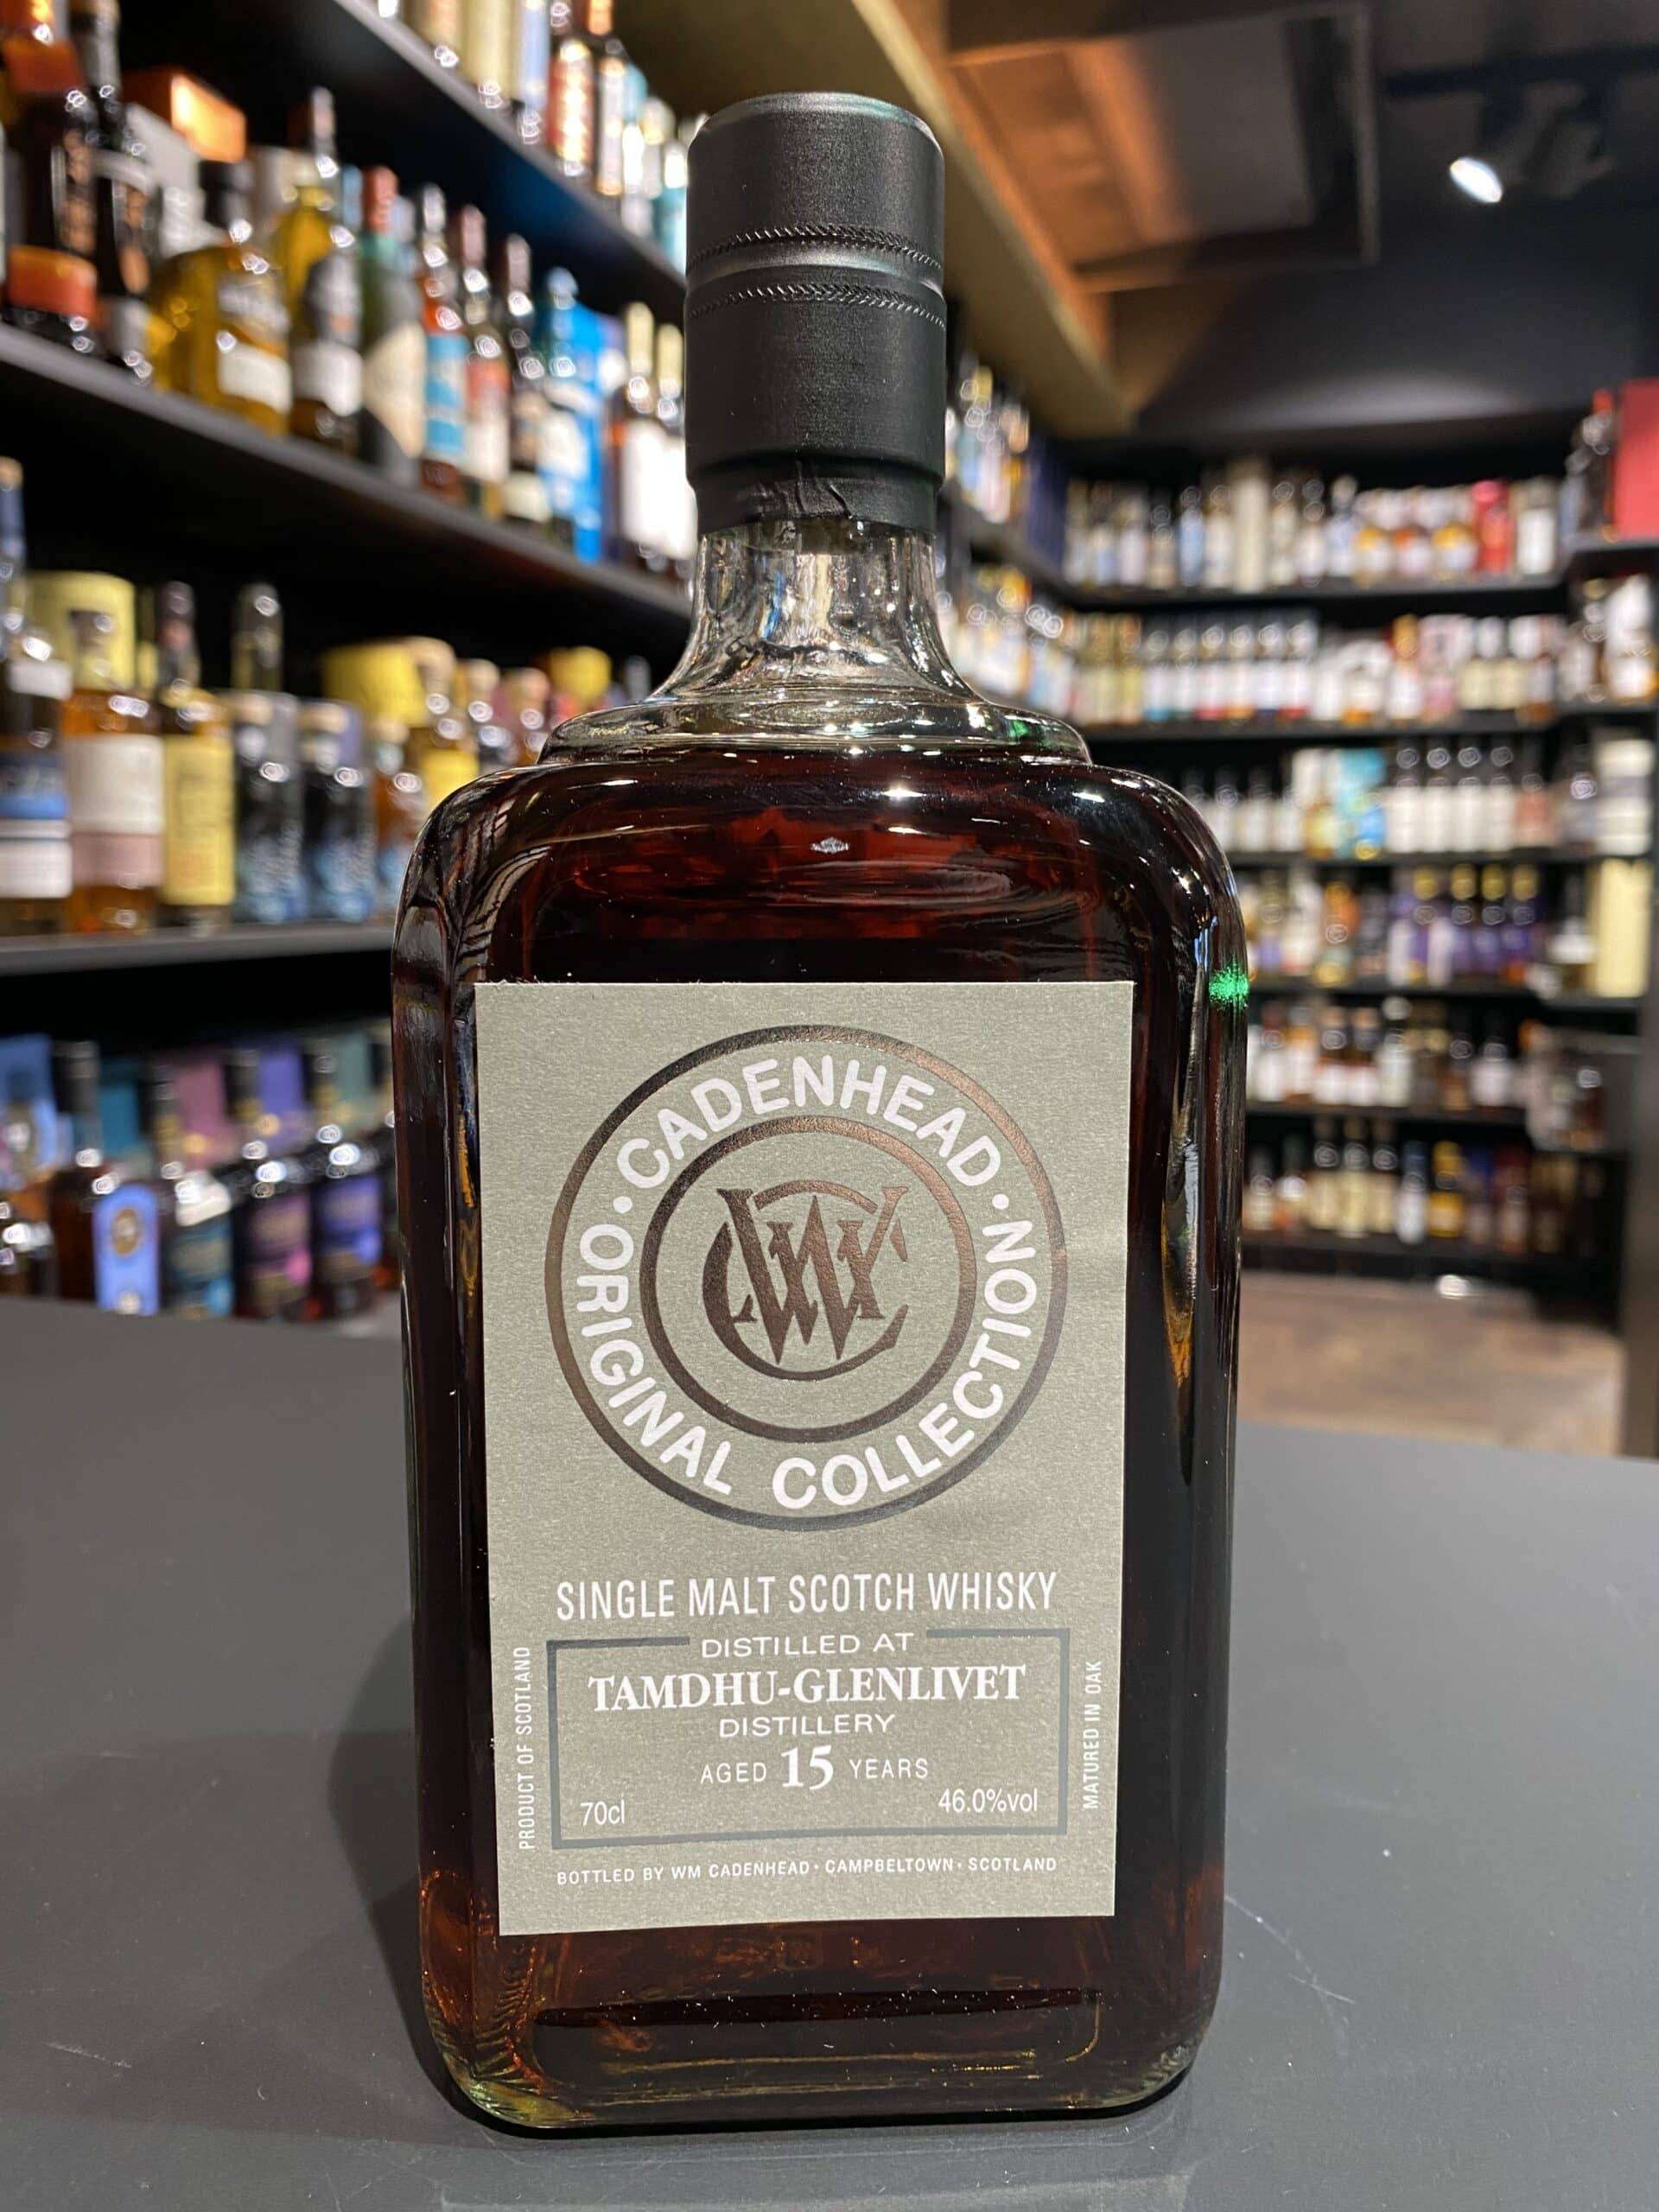 · CADENHEAD ·
ORIGINAL COLLECTION
WC
SINGLE MALT SCOTCH WHISKY
DISTILLED AT
TAMDHU-GLENLIVET
DISTILLERY
AGED 15 YEARS
70cl
46.0%vol
PRODUCT OF SCOTLAND
MATURED IN OAK
BOTTLED BY WM CADENHEAD · CAMPBELTOWN · SCOTLAND